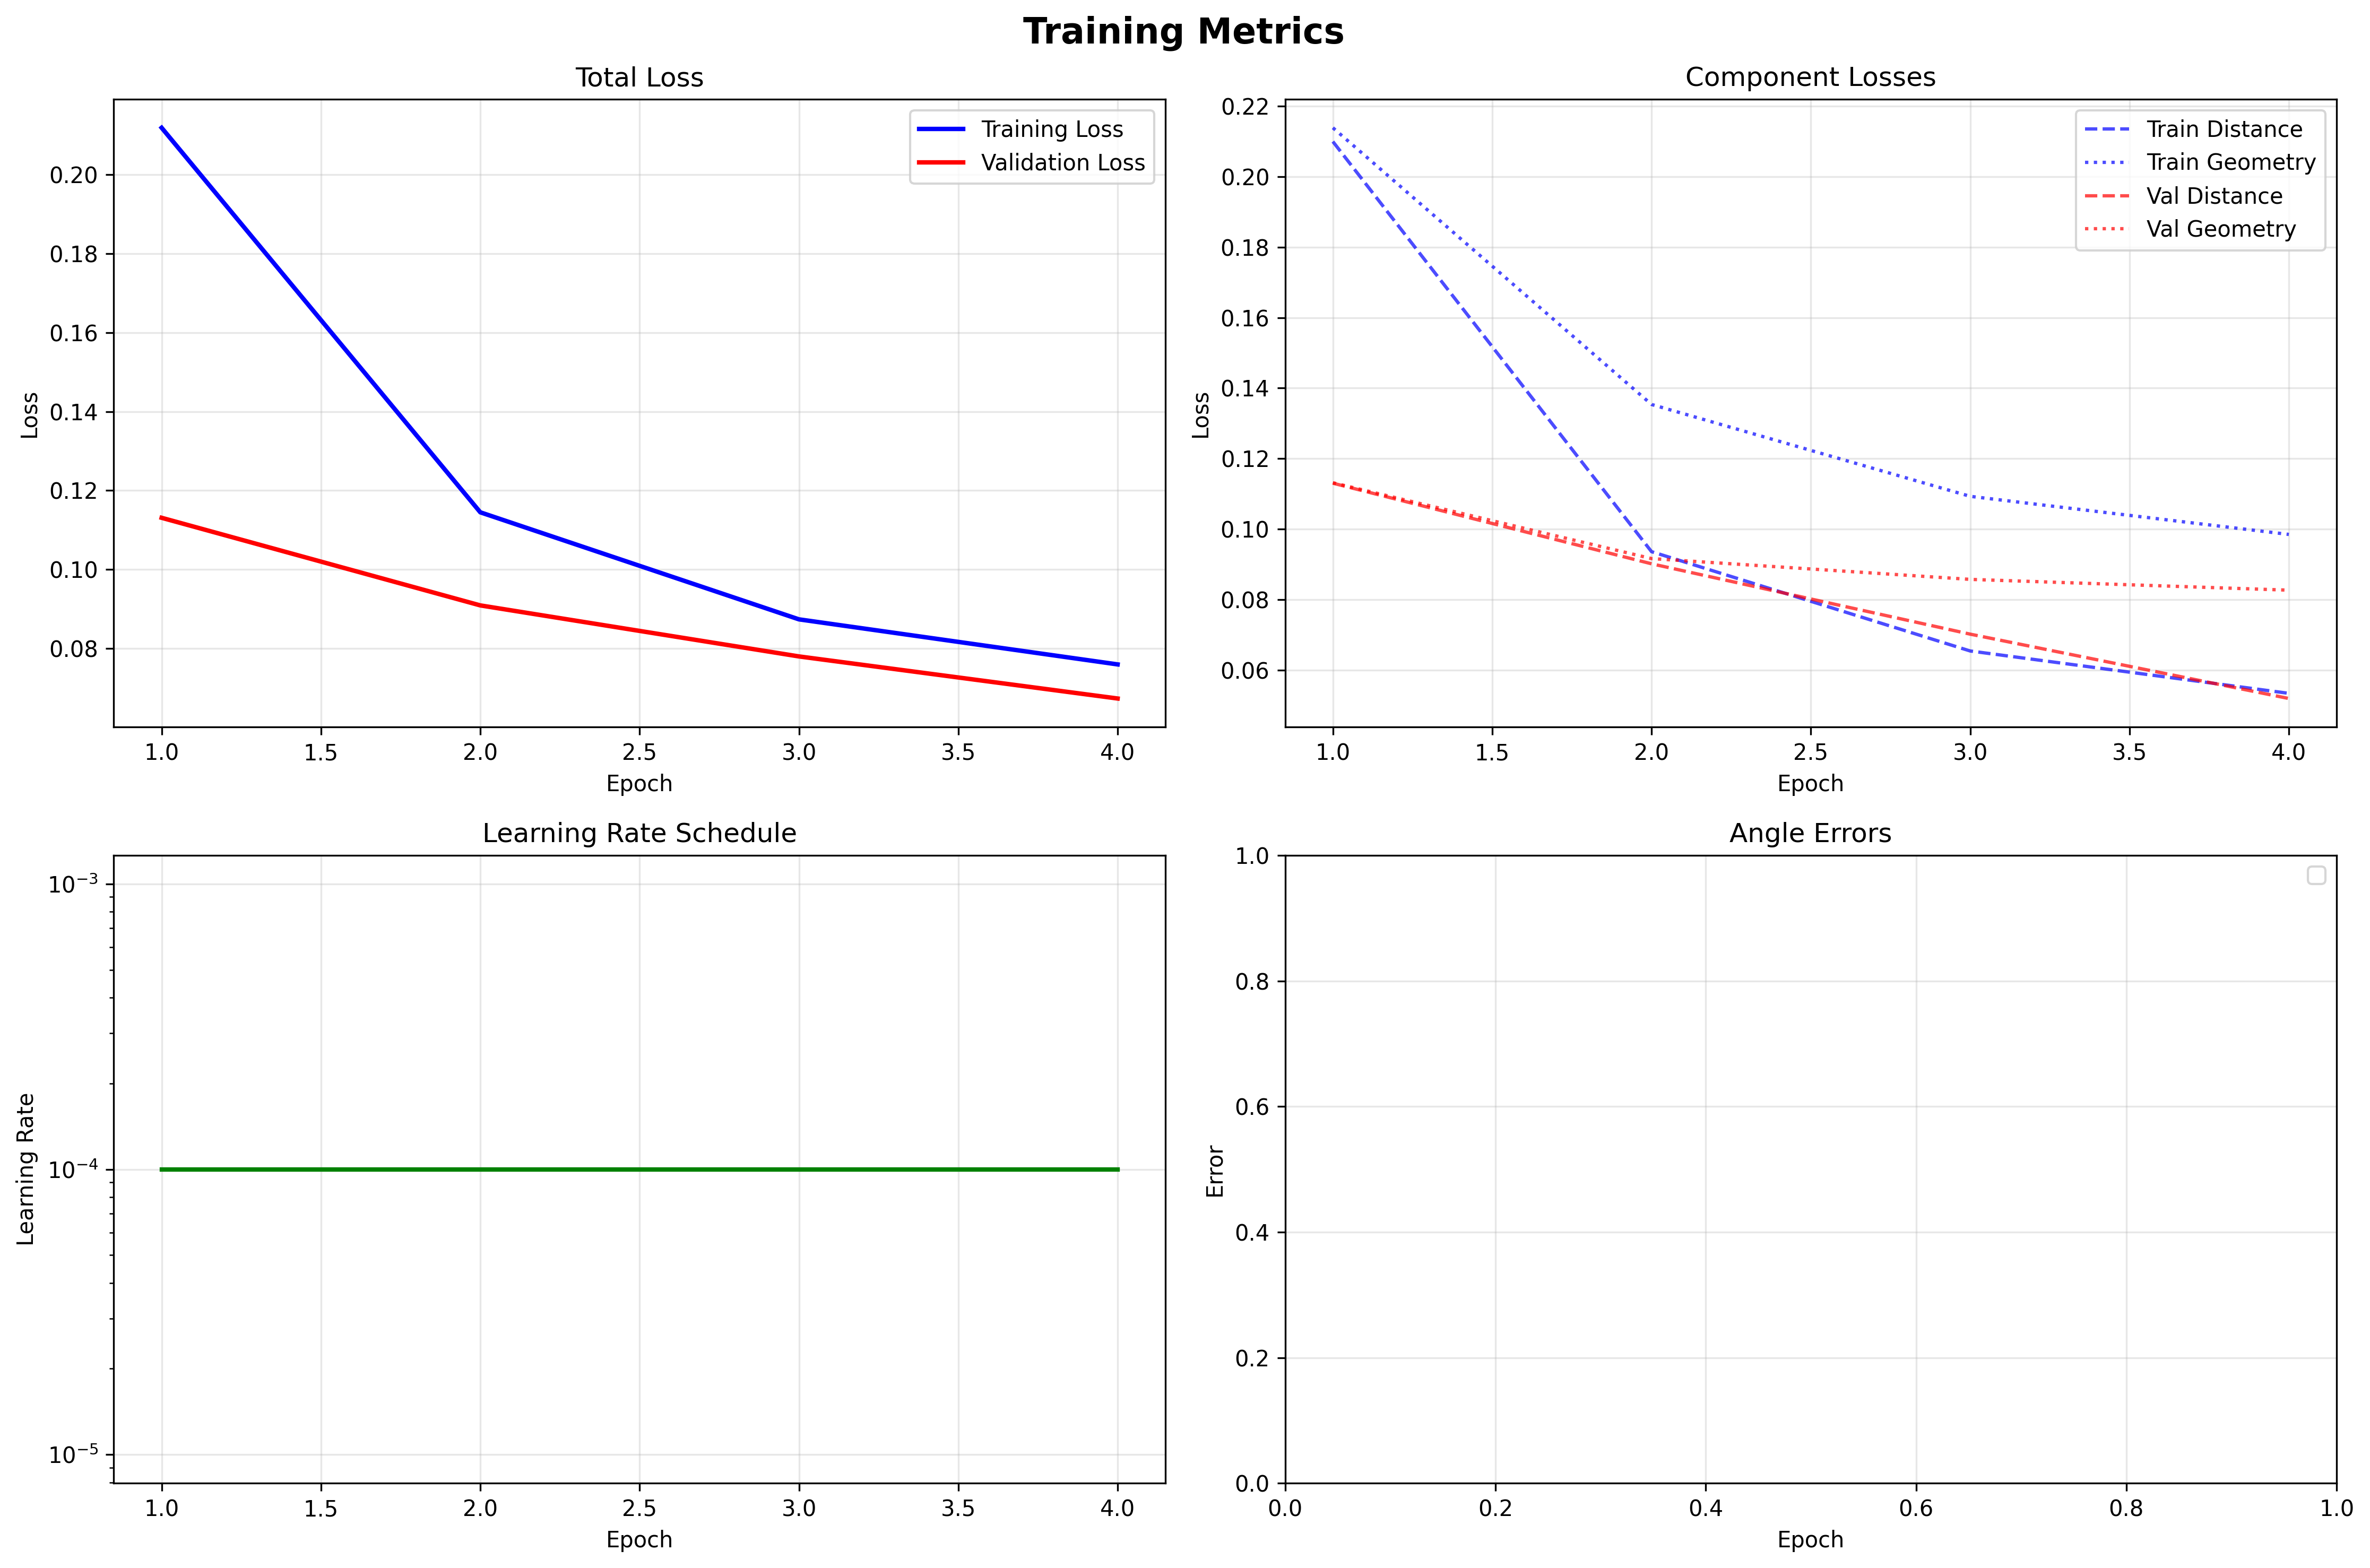 Training Metrics
Total Loss
Training Loss
Validation Loss
0.20
0.18
0.16
0.14
0.12
0.10
0.08
Loss
1.0 1.5 2.0 2.5 3.0 3.5 4.0
Epoch
Component Losses
Train Distance
Train Geometry
Val Distance
Val Geometry
0.22
0.20
0.18
0.16
0.14
0.12
0.10
0.08
0.06
Loss
1.0 1.5 2.0 2.5 3.0 3.5 4.0
Epoch
Learning Rate Schedule
10⁻³
10⁻⁴
10⁻⁵
Learning Rate
1.0 1.5 2.0 2.5 3.0 3.5 4.0
Epoch
Angle Errors
1.0
0.8
0.6
0.4
0.2
0.0
Error
0.0 0.2 0.4 0.6 0.8 1.0
Epoch